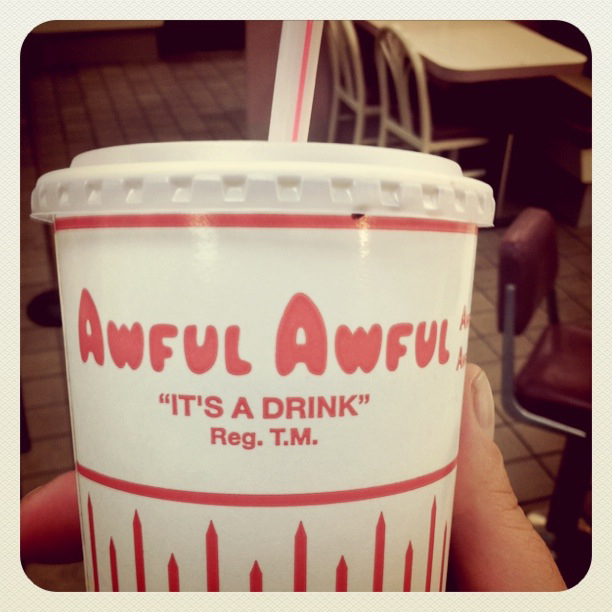 AWFUL AWFUL
"IT'S A DRINK"
Reg. T.M.